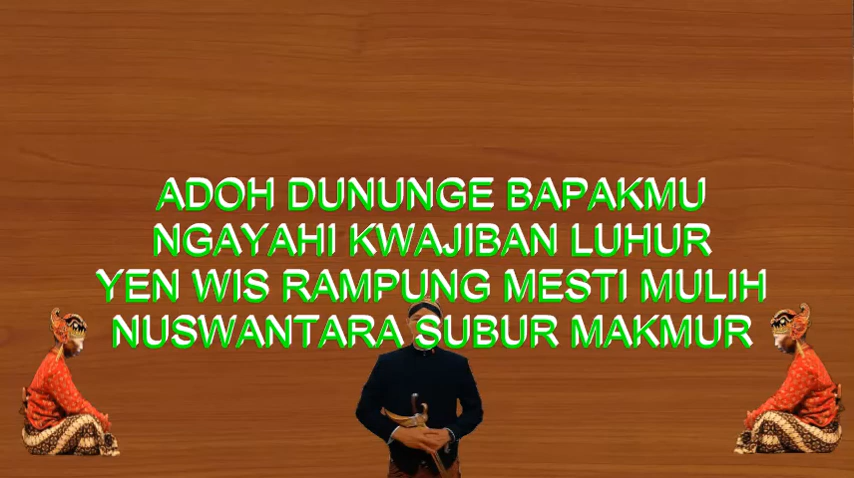 ADOH DUNUNGE BAPAKMU
NGAYAHI KWAJIBAN LUHUR
YEN WIS RAMPUNG MESTI MULIH
NUSWANTARA SUBUR MAKMUR